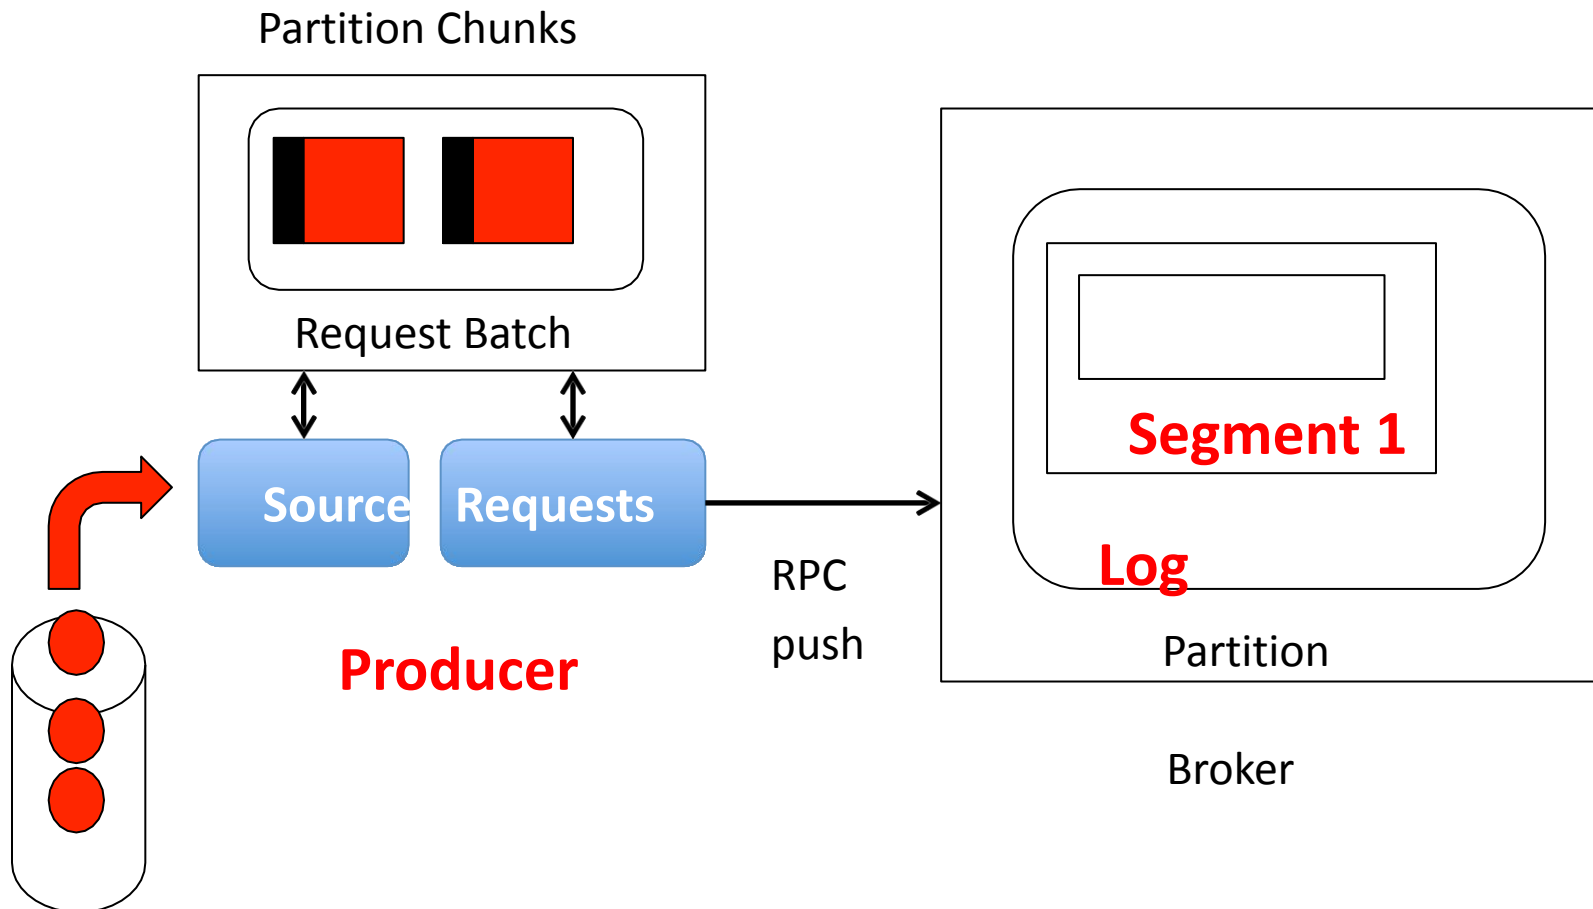 Partition Chunks
Request Batch
Source
Requests
Producer
RPC
push
Segment 1
Log
Partition
Broker